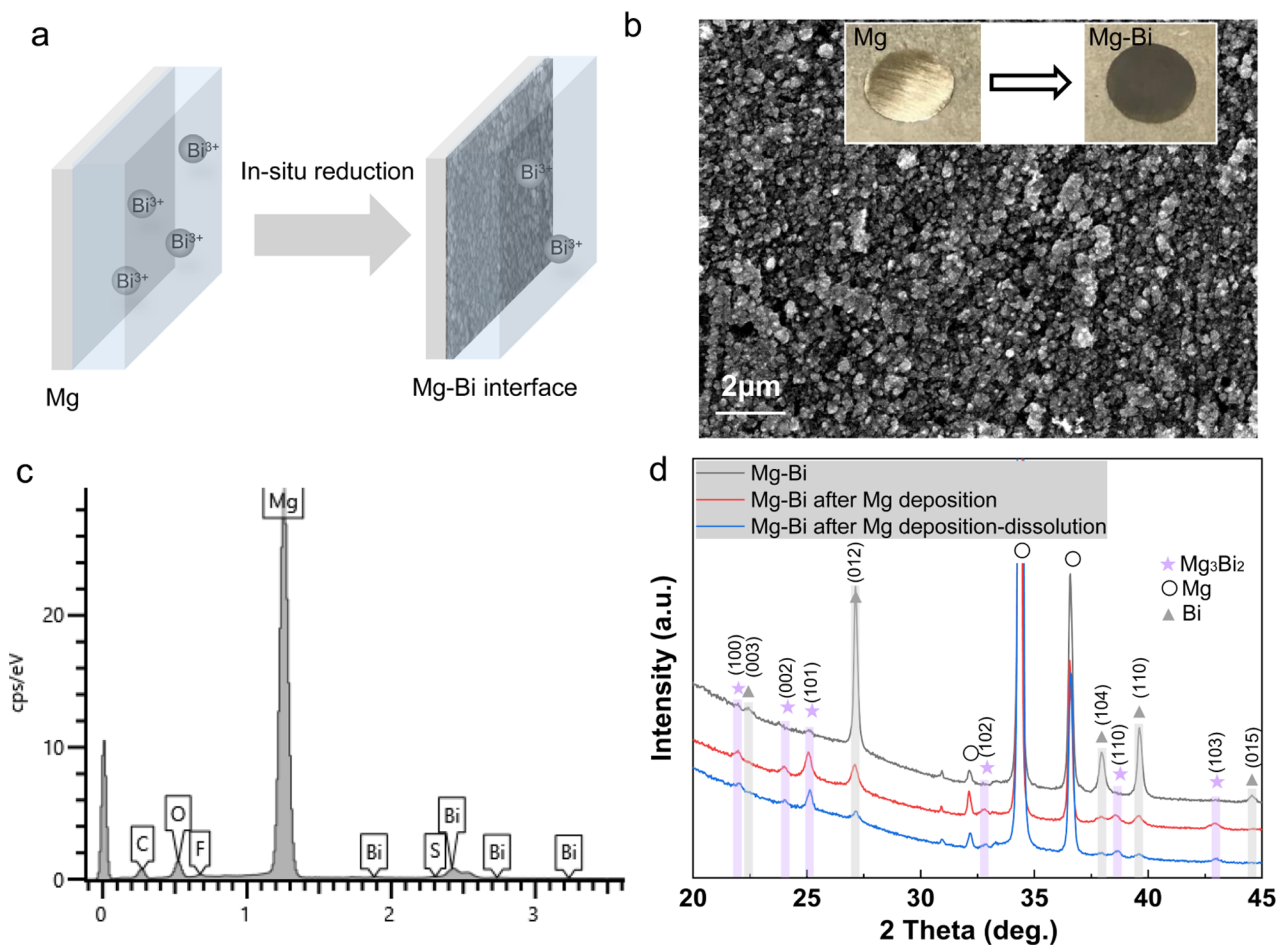 a
Bi³⁺
Bi³⁺
Bi³⁺
Bi³⁺
In-situ reduction
Bi³⁺
Bi³⁺
Mg
Mg-Bi interface
b
Mg
Mg-Bi
2μm
c
cps/eV
20
10
0
Mg
C
O
F
Bi
S
Bi
Bi
Bi
0
1
2
3
d
Mg-Bi
Mg-Bi after Mg deposition
Mg-Bi after Mg deposition-dissolution
Mg₃Bi₂
Mg
Bi
(100)
(003)
(002)
(101)
(012)
(102)
(104)
(110)
(110)
(103)
(015)
Intensity (a.u.)
20
25
30
35
40
45
2 Theta (deg.)